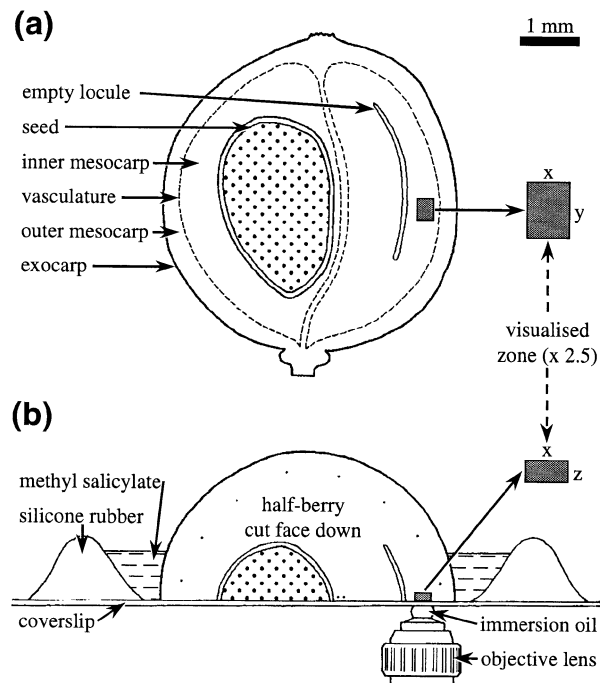 (a)
1 mm
empty locule
seed
inner mesocarp
vasculature
outer mesocarp
exocarp
x
y
visualised
zone (x 2.5)
(b)
x
z
methyl salicylate
silicone rubber
half-berry
cut face down
coverslip
immersion oil
objective lens